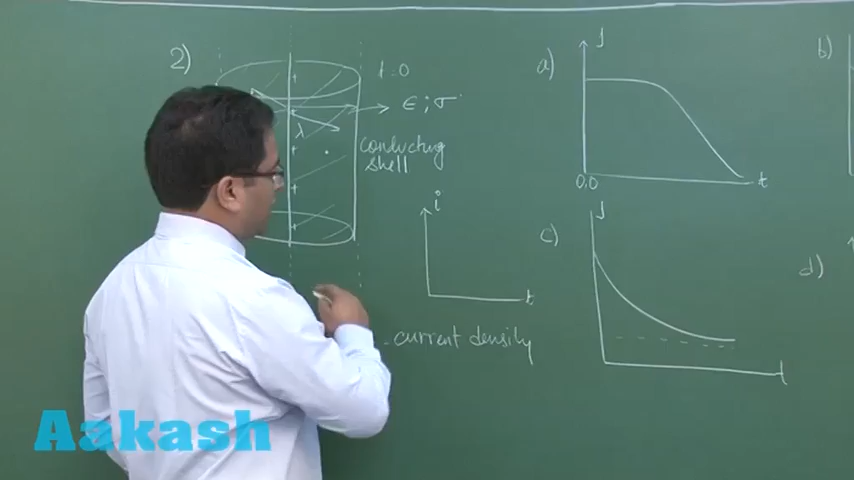 2)
t=0
ϵ; σ
λ
conducting
shell
i
t
current density
a)
J
0,0
t
b)
c)
J
t
d)
Aakash